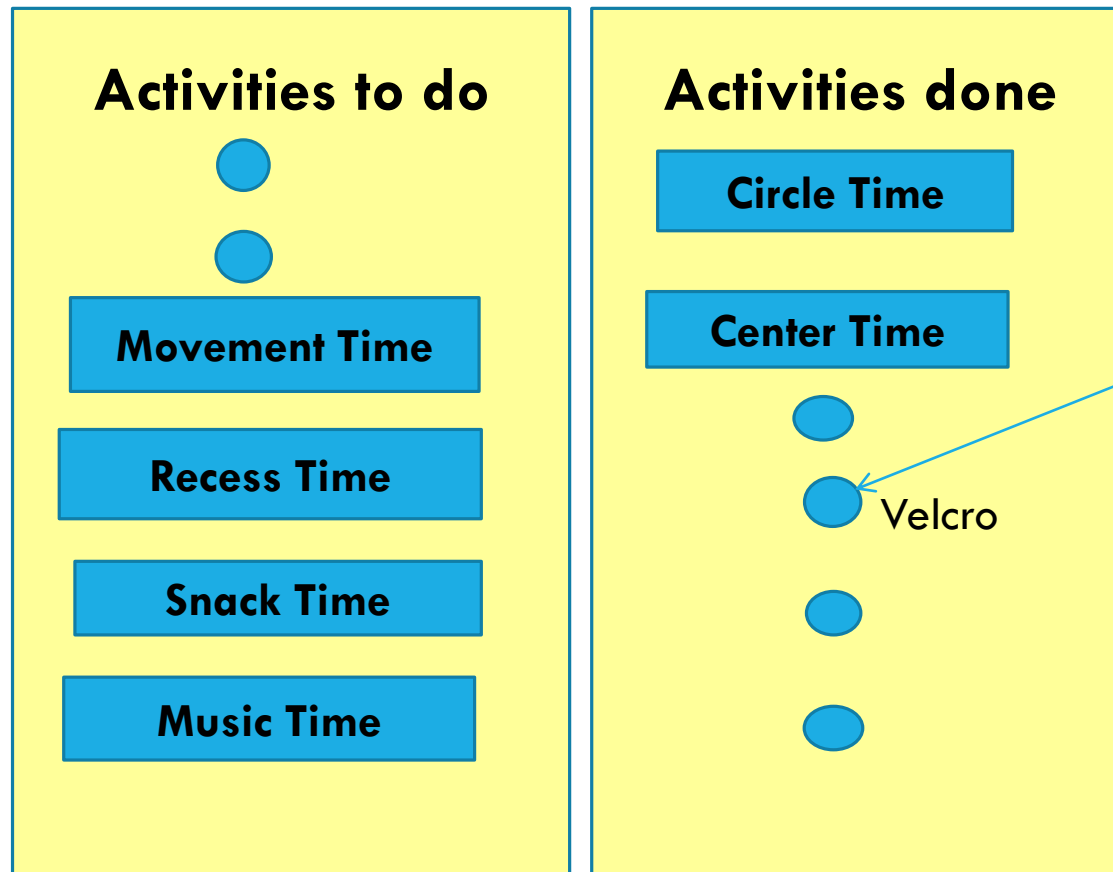 Activities to do
Movement Time
Recess Time
Snack Time
Music Time
Activities done
Circle Time
Center Time
Velcro